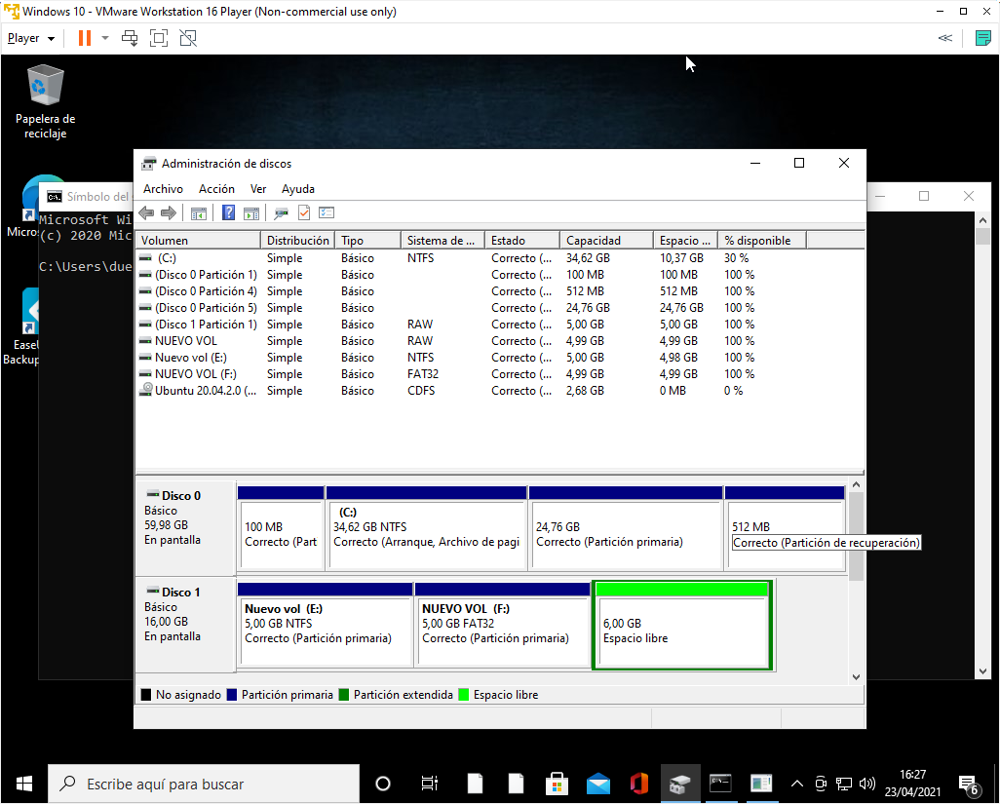 Windows 10 - VMware Workstation 16 Player (Non-commercial use only)
Player
Papelera de
reciclaje
Administración de discos
Archivo Acción Ver Ayuda
Símbolo del
Micros
Microsoft Wi
(c) 2020 Mic
C:\Users\due
EaseU
Backup
Volumen Distribución Tipo Sistema de ... Estado Capacidad Espacio ... % disponible
(C:) Simple Básico NTFS Correcto (... 34,62 GB 10,37 GB 30 %
(Disco 0 Partición 1) Simple Básico Correcto (... 100 MB 100 MB 100 %
(Disco 0 Partición 4) Simple Básico Correcto (... 512 MB 512 MB 100 %
(Disco 0 Partición 5) Simple Básico Correcto (... 24,76 GB 24,76 GB 100 %
(Disco 1 Partición 1) Simple Básico RAW Correcto (... 5,00 GB 5,00 GB 100 %
NUEVO VOL Simple Básico RAW Correcto (... 4,99 GB 4,99 GB 100 %
Nuevo vol (E:) Simple Básico NTFS Correcto (... 5,00 GB 4,98 GB 100 %
NUEVO VOL (F:) Simple Básico FAT32 Correcto (... 4,99 GB 4,99 GB 100 %
Ubuntu 20.04.2.0 (... Simple Básico CDFS Correcto (... 2,68 GB 0 MB 0 %
Disco 0
Básico
59,98 GB
En pantalla
100 MB
Correcto (Part
(C:)
34,62 GB NTFS
Correcto (Arranque, Archivo de pagi
24,76 GB
Correcto (Partición primaria)
512 MB
Correcto (Partición de recuperación)
Disco 1
Básico
16,00 GB
En pantalla
Nuevo vol (E:)
5,00 GB NTFS
Correcto (Partición primaria)
NUEVO VOL (F:)
5,00 GB FAT32
Correcto (Partición primaria)
6,00 GB
Espacio libre
No asignado Partición primaria Partición extendida Espacio libre
Escribe aquí para buscar
16:27
23/04/2021
6